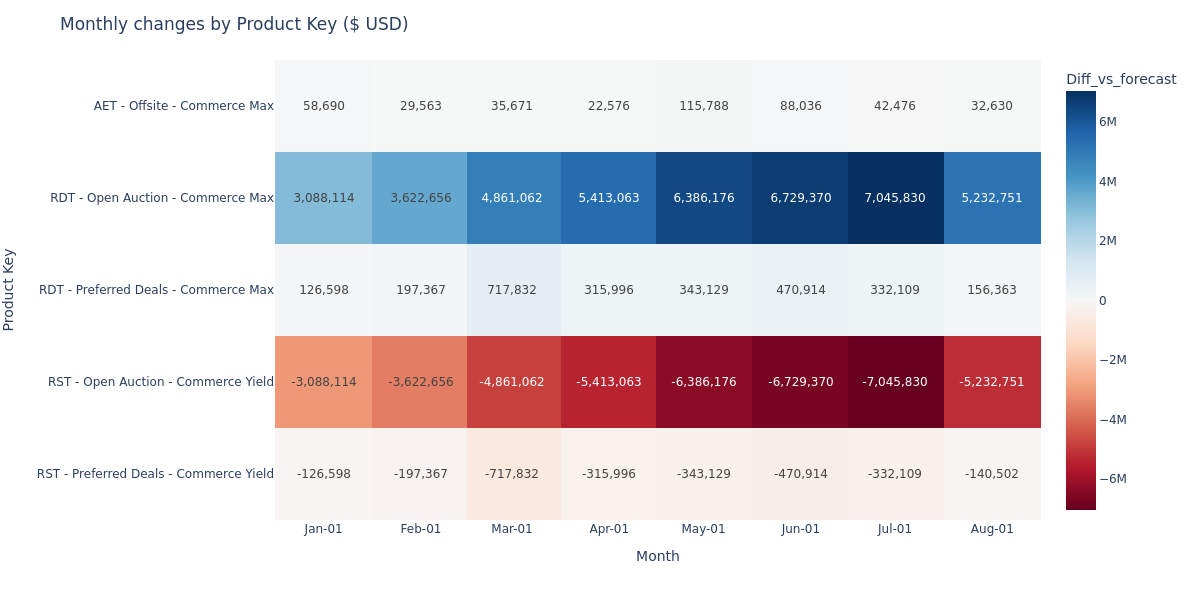 Monthly changes by Product Key ($ USD)
Diff_vs_forecast
AET - Offsite - Commerce Max 58,690 29,563 35,671 22,576 115,788 88,036 42,476 32,630
RDT - Open Auction - Commerce Max 3,088,114 3,622,656 4,861,062 5,413,063 6,386,176 6,729,370 7,045,830 5,232,751
RDT - Preferred Deals - Commerce Max 126,598 197,367 717,832 315,996 343,129 470,914 332,109 156,363
RST - Open Auction - Commerce Yield -3,088,114 -3,622,656 -4,861,062 -5,413,063 -6,386,176 -6,729,370 -7,045,830 -5,232,751
RST - Preferred Deals - Commerce Yield -126,598 -197,367 -717,832 -315,996 -343,129 -470,914 -332,109 -140,502
Jan-01 Feb-01 Mar-01 Apr-01 May-01 Jun-01 Jul-01 Aug-01
Month
Product Key
6M
4M
2M
0
−2M
−4M
−6M